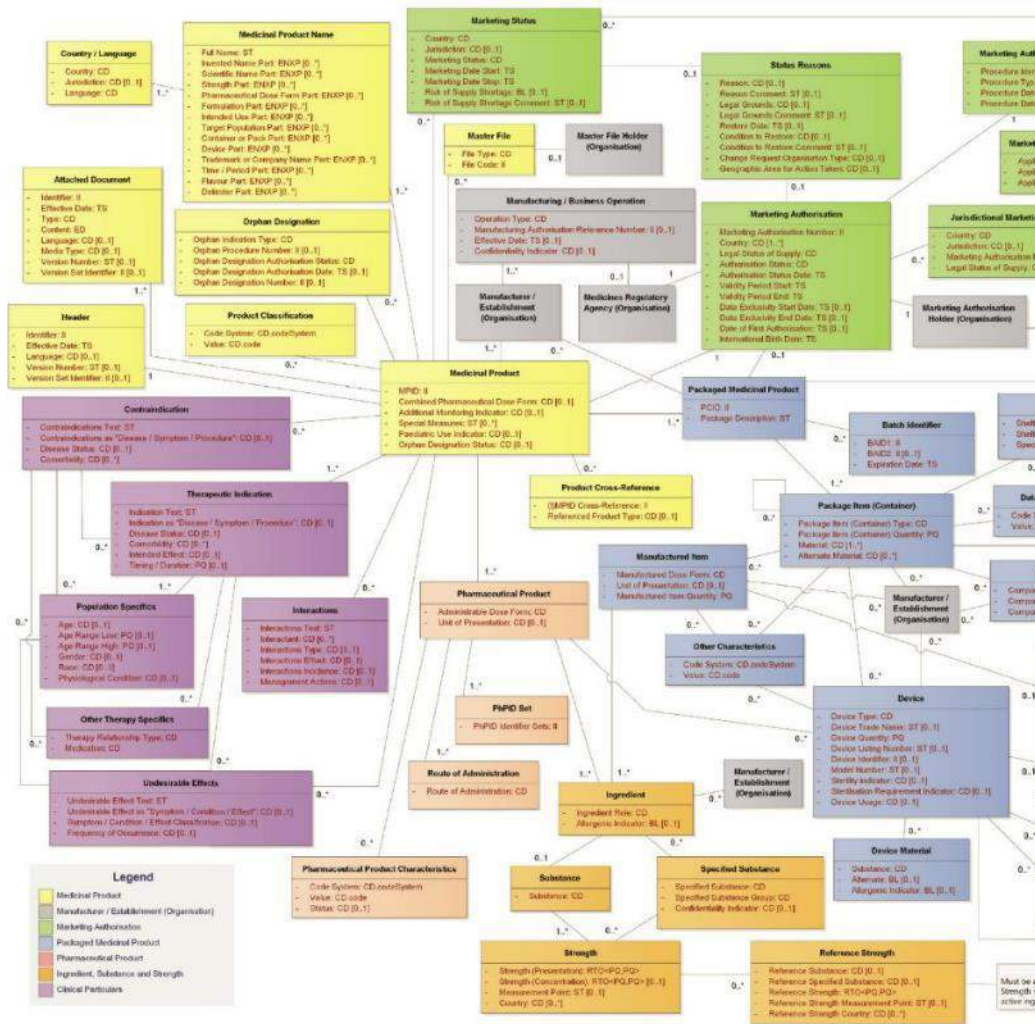 Marketing Status
- Country: CD
- Jurisdiction: CD [0..1]
- Marketing Status: CD
- Marketing Date Start: TS
- Marketing Date Stop: TS
- Risk of Supply Shortage: BL [0..1]
- Risk of Supply Shortage Comment: ST [0..1]
Medicinal Product Name
- Full Name: ST
- Invented Name Part: ENXP [0..*]
- Scientific Name Part: ENXP [0..*]
- Strength Part: ENXP [0..*]
- Pharmaceutical Dose Form Part: ENXP [0..*]
- Formulation Part: ENXP [0..*]
- Intended Use Part: ENXP [0..*]
- Target Population Part: ENXP [0..*]
- Container or Pack Part: ENXP [0..*]
- Device Part: ENXP [0..*]
- Trademark or Company Name Part: ENXP [0..*]
- Time / Period Part: ENXP [0..*]
- Flavour Part: ENXP [0..*]
- Delimiter Part: ENXP [0..*]
Country / Language
- Country: CD
- Jurisdiction: CD [0..1]
- Language: CD
Status Reasons
- Reason: CD [0..1]
- Reason Comment: ST [0..1]
- Legal Grounds: CD [0..1]
- Legal Grounds Comment: ST [0..1]
- Restore Date: TS [0..1]
- Condition to Restore: CD [0..1]
- Condition to Restore Comment: ST [0..1]
- Change Request Organisation Type: CD [0..1]
- Geographic Area for Action Taken: CD [0..1]
Master File
- File Type: CD
- File Code: II
Master File Holder
(Organisation)
Attached Document
- Identifier: II
- Effective Date: TS
- Type: CD
- Content: ED
- Language: CD [0..1]
- Media Type: CD [0..1]
- Version Number: ST [0..1]
- Version Set Identifier: II [0..1]
Orphan Designation
- Orphan Indication Type: CD
- Orphan Procedure Number: II [0..1]
- Orphan Designation Authorisation Status: CD
- Orphan Designation Authorisation Date: TS [0..1]
- Orphan Designation Number: II [0..1]
Manufacturing / Business Operation
- Operation Type: CD
- Manufacturing Authorisation Reference Number: II [0..1]
- Effective Date: TS [0..1]
- Confidentiality Indicator: CD [0..1]
Marketing Authorisation
- Marketing Authorisation Number: II
- Country: CD [1..*]
- Legal Status of Supply: CD
- Authorisation Status: CD
- Authorisation Status Date: TS
- Validity Period Start: TS
- Validity Period End: TS
- Data Exclusivity Start Date: TS [0..1]
- Data Exclusivity End Date: TS [0..1]
- Date of First Authorisation: TS [0..1]
- International Birth Date: TS
Jurisdictional Marketin
- Country: CD
- Jurisdiction: CD [0..1]
- Marketing Authorisation
- Legal Status of Supply:
Manufacturer /
Establishment
(Organisation)
Medicines Regulatory
Agency (Organisation)
Marketing Authorisation
Holder (Organisation)
Header
- Identifier: II
- Effective Date: TS
- Language: CD [0..1]
- Version Number: ST [0..1]
- Version Set Identifier: II [0..1]
Product Classification
- Code System: CD.codeSystem
- Value: CD.code
Medicinal Product
- MPID: II
- Combined Pharmaceutical Dose Form: CD [0..1]
- Additional Monitoring Indicator: CD [0..1]
- Special Measures: ST [0..*]
- Paediatric Use Indicator: CD [0..1]
- Orphan Designation Status: CD [0..1]
Packaged Medicinal Product
- PCID: II
- Package Description: ST
Batch Identifier
- BAID1: II
- BAID2: II [0..1]
- Expiration Date: TS
Contraindication
- Contraindications Text: ST
- Contraindications as "Disease / Symptom / Procedure": CD [0..1]
- Disease Status: CD [0..1]
- Comorbidity: CD [0..*]
Product Cross-Reference
- (I)MPID Cross-Reference: II
- Referenced Product Type: CD [0..1]
Therapeutic Indication
- Indication Text: ST
- Indication as "Disease / Symptom / Procedure": CD [0..1]
- Disease Status: CD [0..1]
- Comorbidity: CD [0..*]
- Intended Effect: CD [0..1]
- Timing / Duration: PQ [0..1]
Package Item (Container)
- Package Item (Container) Type: CD
- Package Item (Container) Quantity: PQ
- Material: CD [1..*]
- Alternate Material: CD [0..*]
Manufactured Item
- Manufactured Dose Form: CD
- Unit of Presentation: CD [0..1]
- Manufactured Item Quantity: PQ
Pharmaceutical Product
- Administrable Dose Form: CD
- Unit of Presentation: CD [0..1]
Manufacturer /
Establishment
(Organisation)
Population Specifics
- Age: CD [0..1]
- Age Range Low: PQ [0..1]
- Age Range High: PQ [0..1]
- Gender: CD [0..1]
- Race: CD [0..1]
- Physiological Condition: CD [0..1]
Interactions
- Interactions Text: ST
- Interactant: CD [0..*]
- Interactions Type: CD [0..1]
- Interactions Effect: CD [0..1]
- Interactions Incidence: CD [0..1]
- Management Actions: CD [0..1]
Other Characteristics
- Code System: CD.codeSystem
- Value: CD.code
Device
- Device Type: CD
- Device Trade Name: ST [0..1]
- Device Quantity: PQ
- Device Listing Number: ST [0..1]
- Device Identifier: II [0..1]
- Model Number: ST [0..1]
- Sterility Indicator: CD [0..1]
- Sterilisation Requirement Indicator: CD [0..1]
- Device Usage: CD [0..1]
Other Therapy Specifics
- Therapy Relationship Type: CD
- Medication: CD
PhPID Set
- PhPID Identifier Sets: II
Route of Administration
- Route of Administration: CD
Manufacturer /
Establishment
(Organisation)
Undesirable Effects
- Undesirable Effect Text: ST
- Undesirable Effect as "Symptom / Condition / Effect": CD [0..1]
- Symptom / Condition / Effect Classification: CD [0..1]
- Frequency of Occurrence: CD [0..1]
Ingredient
- Ingredient Role: CD
- Allergenic Indicator: BL [0..1]
Device Material
- Substance: CD
- Alternate: BL [0..1]
- Allergenic Indicator: BL [0..1]
Pharmaceutical Product Characteristics
- Code System: CD.codeSystem
- Value: CD.code
- Status: CD [0..1]
Substance
- Substance: CD
Specified Substance
- Specified Substance: CD
- Specified Substance Group: CD
- Confidentiality Indicator: CD [0..1]
Strength
- Strength (Presentation): RTO<PQ,PQ>
- Strength (Concentration): RTO<PQ,PQ> [0..1]
- Measurement Point: ST [0..1]
- Country: CD [0..*]
Reference Strength
- Reference Substance: CD [0..1]
- Reference Specified Substance: CD [0..1]
- Reference Strength: RTO<PQ,PQ>
- Reference Strength Measurement Point: ST [0..1]
- Reference Strength Country: CD [0..*]
Legend
Medicinal Product
Manufacturer / Establishment (Organisation)
Marketing Authorisation
Packaged Medicinal Product
Pharmaceutical Product
Ingredient, Substance and Strength
Clinical Particulars